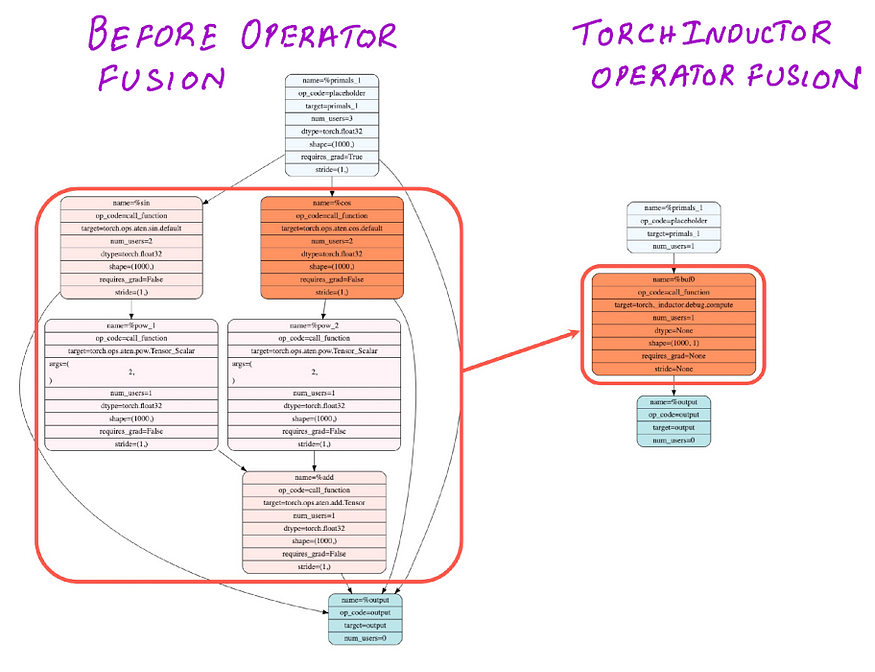 BEFORE OPERATOR
FUSION
TORCHINDUCTOR
OPERATOR FUSION
name=%primals_1
op_code=placeholder
target=primals_1
num_users=3
dtype=torch.float32
shape=(1000,)
requires_grad=True
stride=(1,)
name=%sin
op_code=call_function
target=torch.ops.aten.sin.default
num_users=2
dtype=torch.float32
shape=(1000,)
requires_grad=False
stride=(1,)
name=%cos
op_code=call_function
target=torch.ops.aten.cos.default
num_users=2
dtype=torch.float32
shape=(1000,)
requires_grad=False
stride=(1,)
name=%pow_1
op_code=call_function
target=torch.ops.aten.pow.Tensor_Scalar
args=(
2,
)
num_users=1
dtype=torch.float32
shape=(1000,)
requires_grad=False
stride=(1,)
name=%pow_2
op_code=call_function
target=torch.ops.aten.pow.Tensor_Scalar
args=(
2,
)
num_users=1
dtype=torch.float32
shape=(1000,)
requires_grad=False
stride=(1,)
name=%add
op_code=call_function
target=torch.ops.aten.add.Tensor
num_users=1
dtype=torch.float32
shape=(1000,)
requires_grad=False
stride=(1,)
name=%output
op_code=output
target=output
num_users=0
name=%primals_1
op_code=placeholder
target=primals_1
num_users=1
name=%buf0
op_code=call_function
target=torch._inductor.debug.compute
num_users=1
dtype=None
shape=(1000, 1)
requires_grad=None
stride=None
name=%output
op_code=output
target=output
num_users=0